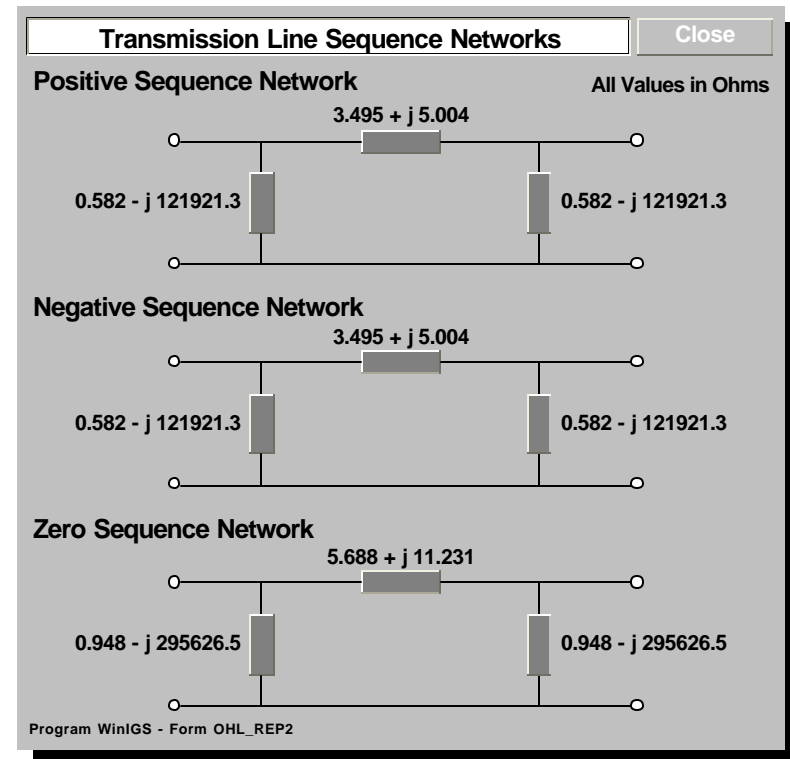 Transmission Line Sequence Networks
Close
Positive Sequence Network
All Values in Ohms
3.495 + j 5.004
0.582 - j 121921.3
0.582 - j 121921.3
Negative Sequence Network
3.495 + j 5.004
0.582 - j 121921.3
0.582 - j 121921.3
Zero Sequence Network
5.688 + j 11.231
0.948 - j 295626.5
0.948 - j 295626.5
Program WinIGS - Form OHL_REP2